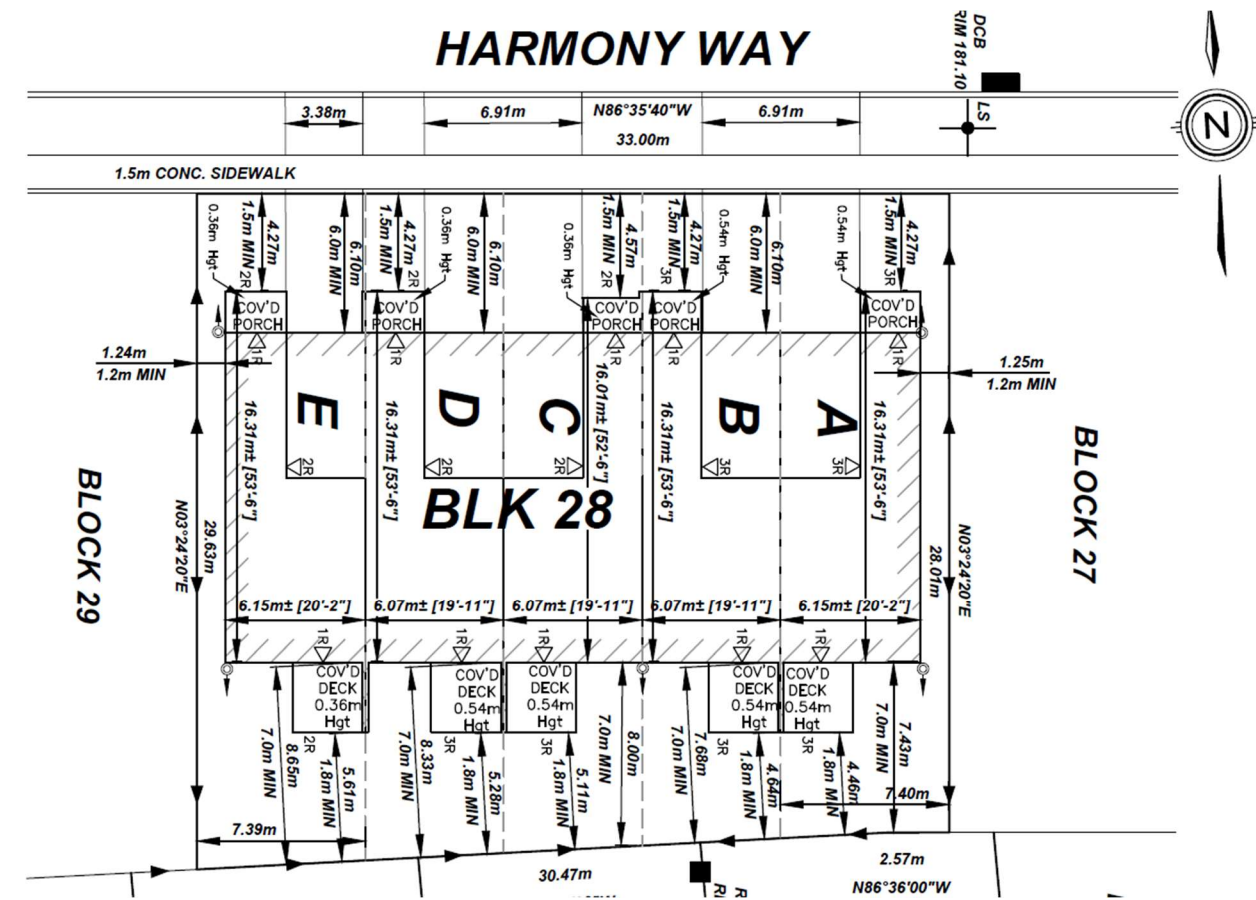 HARMONY WAY
DCB
RIM 181.10
LS
N
3.38m
6.91m
N86°35'40"W
33.00m
6.91m
1.5m CONC. SIDEWALK
0.36m Hgt
1.5m MIN
4.27m
6.0m MIN
6.10m
1.5m MIN
4.27m
0.36m Hgt
6.0m MIN
6.10m
0.36m Hgt
1.5m MIN
4.57m
1.5m MIN
4.27m
0.54m Hgt
6.0m MIN
6.10m
0.54m Hgt
1.5m MIN
4.27m
2R
2R
2R
3R
3R
COV'D
PORCH
COV'D
PORCH
COV'D
PORCH
COV'D
PORCH
COV'D
PORCH
1R
1R
1R
1R
1R
1.24m
1.2m MIN
1.25m
1.2m MIN
E
D
C
B
A
16.31m± [53'-6"]
16.31m± [53'-6"]
16.01m± [52'-6"]
16.31m± [53'-6"]
16.31m± [53'-6"]
2R
2R
2R
3R
3R
BLK 28
BLOCK 29
N03°24'20"E
29.63m
N03°24'20"E
28.01m
BLOCK 27
6.15m± [20'-2"]
6.07m± [19'-11"]
6.07m± [19'-11"]
6.07m± [19'-11"]
6.15m± [20'-2"]
1R
1R
1R
1R
1R
COV'D
DECK
0.36m
Hgt
COV'D
DECK
0.54m
Hgt
COV'D
DECK
0.54m
Hgt
COV'D
DECK
0.54m
Hgt
COV'D
DECK
0.54m
Hgt
2R
3R
3R
3R
3R
7.0m MIN
8.65m
1.8m MIN
5.61m
7.0m MIN
8.33m
1.8m MIN
5.28m
1.8m MIN
5.11m
7.0m MIN
8.00m
7.0m MIN
7.68m
1.8m MIN
4.64m
1.8m MIN
4.46m
7.0m MIN
7.43m
7.39m
7.40m
30.47m
2.57m
N86°36'00"W